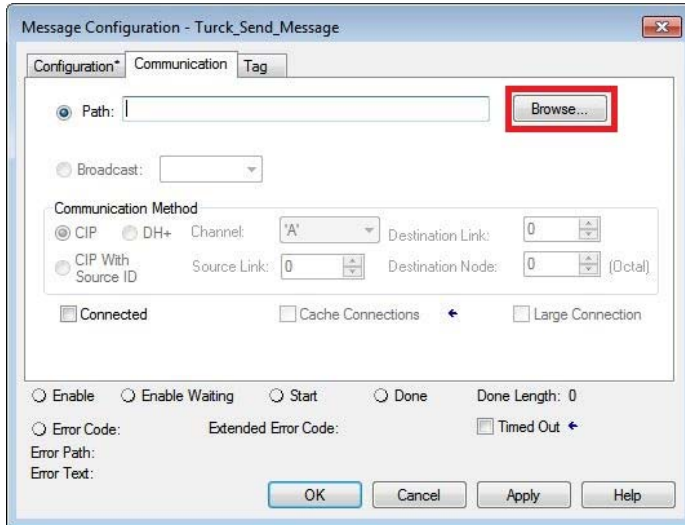 Message Configuration - Turck_Send_Message
Configuration* Communication Tag
Path: Browse...
Broadcast:
Communication Method
CIP DH+ Channel: 'A' Destination Link: 0
CIP With Source ID Source Link: 0 Destination Node: 0 (Octal)
Connected Cache Connections Large Connection
Enable Enable Waiting Start Done Done Length: 0
Error Code: Extended Error Code: Timed Out
Error Path:
Error Text:
OK Cancel Apply Help